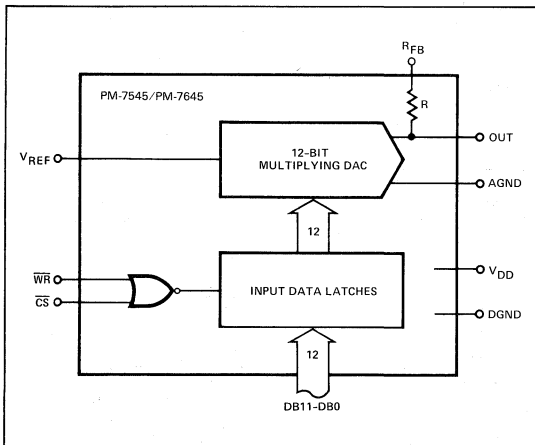 R_FB
PM-7545/PM-7645
R
12-BIT
MULTIPLYING DAC
OUT
V_REF
AGND
12
WR
CS
INPUT DATA LATCHES
V_DD
DGND
12
DB11-DB0